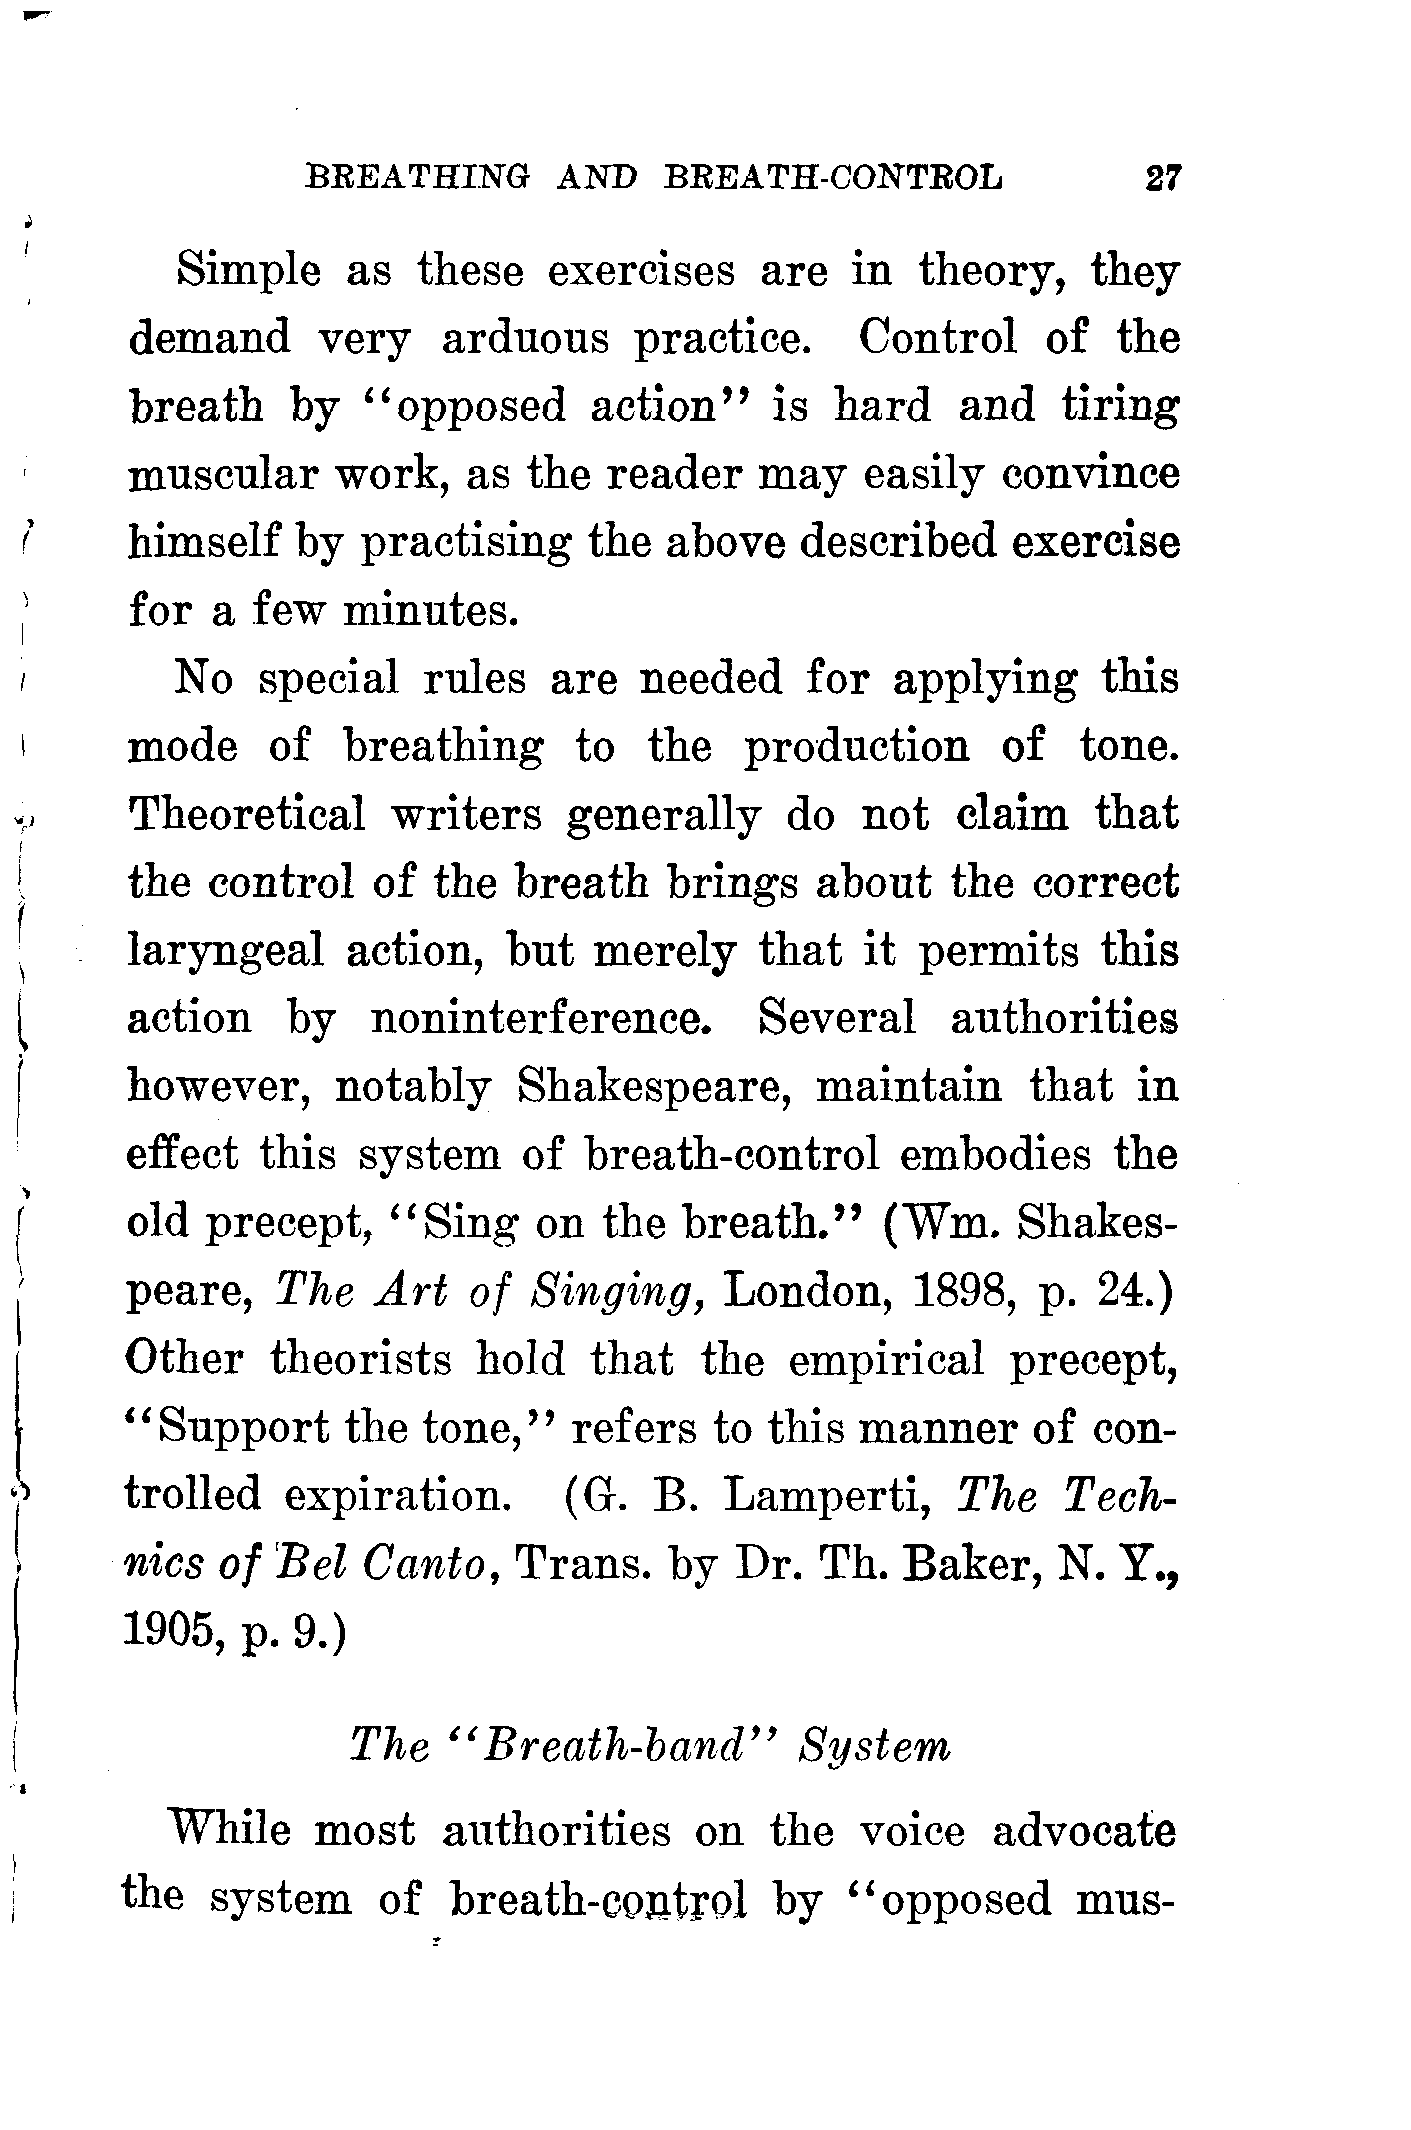 BREATHING AND BREATH-CONTROL 27
Simple as these exercises are in theory, they
demand very arduous practice. Control of the
breath by "opposed action" is hard and tiring
muscular work, as the reader may easily convince
himself by practising the above described exercise
for a few minutes.
No special rules are needed for applying this
mode of breathing to the production of tone.
Theoretical writers generally do not claim that
the control of the breath brings about the correct
laryngeal action, but merely that it permits this
action by noninterference. Several authorities
however, notably Shakespeare, maintain that in
effect this system of breath-control embodies the
old precept, "Sing on the breath." (Wm. Shakes-
peare, The Art of Singing, London, 1898, p. 24.)
Other theorists hold that the empirical precept,
"Support the tone," refers to this manner of con-
trolled expiration. (G. B. Lamperti, The Tech-
nics of Bel Canto, Trans. by Dr. Th. Baker, N. Y.,
1905, p. 9.)
The "Breath-band" System
While most authorities on the voice advocate
the system of breath-control by "opposed mus-